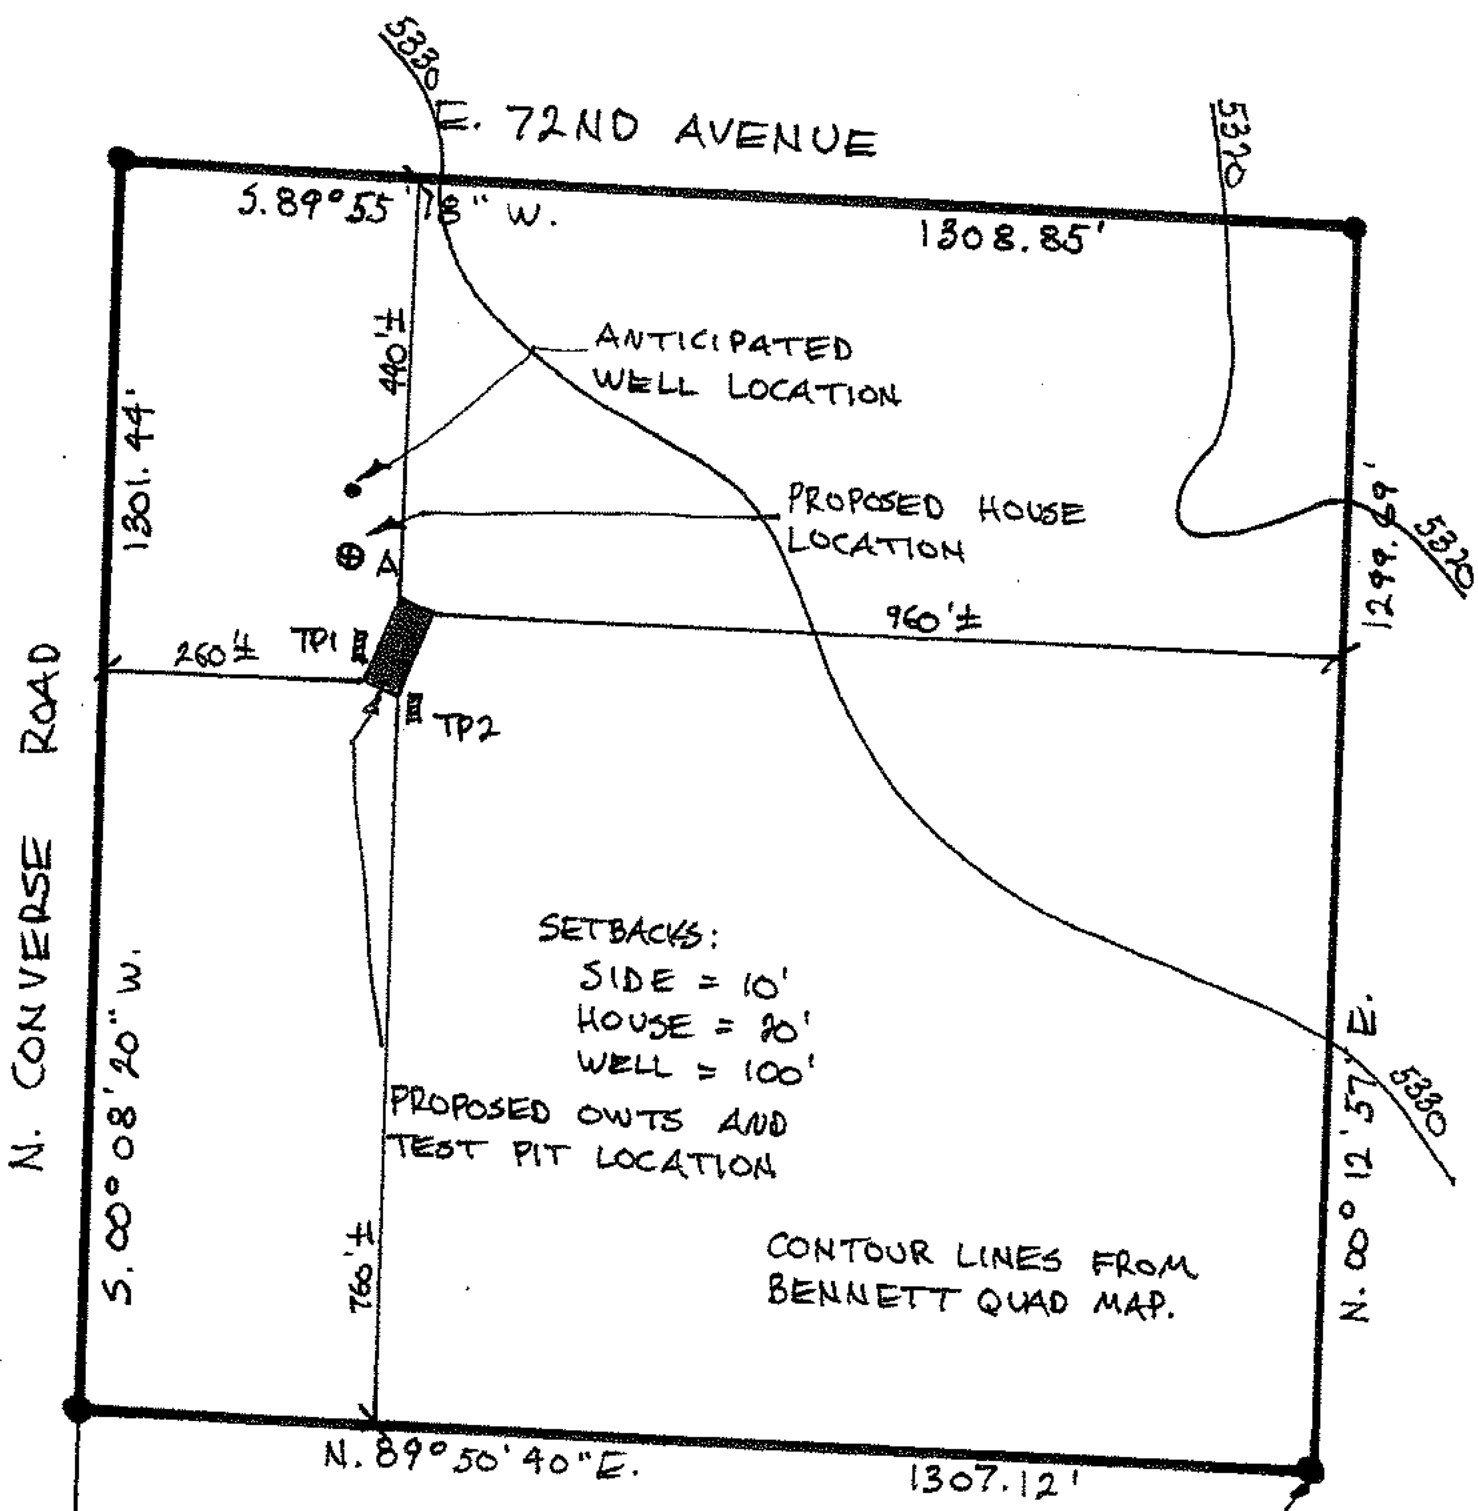 5330
E. 72ND AVENUE
5320
S. 89° 55' 18" W.
1308.85'
440'±
ANTICIPATED
WELL LOCATION
1301.44'
PROPOSED HOUSE
LOCATION
A
1299.69'
5320
960'±
TP1
260'±
TP2
N. CONVERSE ROAD
SETBACKS:
SIDE = 10'
HOUSE = 20'
WELL = 100'
PROPOSED OWTS AND
TEST PIT LOCATION
S. 00° 08' 20" W.
N. 00° 12' 57" E.
5330
760'±
CONTOUR LINES FROM
BENNETT QUAD MAP.
N. 89° 50' 40" E.
1307.12'